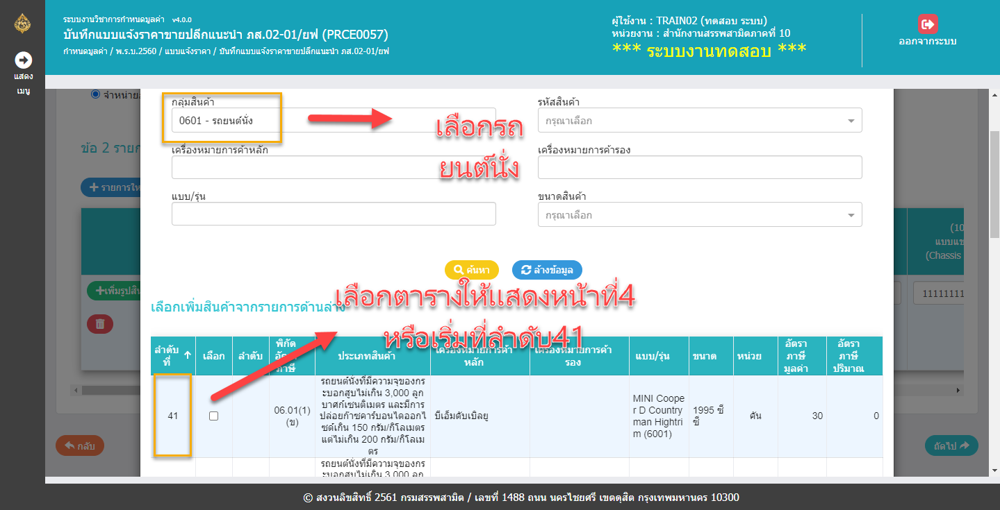 ระบบงานวิชาการกำหนดมูลค่า v4.0.0
บันทึกแบบแจ้งราคาขายปลีกแนะนำ ภส.02-01/ยฟ (PRCE0057)
กำหนดมูลค่า / พ.ร.บ.2560 / แบบแจ้งราคา / บันทึกแบบแจ้งราคาขายปลีกแนะนำ ภส.02-01/ยฟ
ผู้ใช้งาน : TRAIN02 (ทดสอบ ระบบ)
หน่วยงาน : สำนักงานสรรพสามิตภาคที่ 10
*** ระบบงานทดสอบ ***
ออกจากระบบ
แสดง
เมนู
จำหน่าย
กลุ่มสินค้า
0601 - รถยนต์นั่ง
รหัสสินค้า
กรุณาเลือก
เลือกรถ
ยนต์นั่ง
ข้อ 2 ราย
เครื่องหมายการค้าหลัก
เครื่องหมายการค้ารอง
รายการให
แบบ/รุ่น
ขนาดสินค้า
กรุณาเลือก
(10
แบบแช
(Chassis
ค้นหา
ล้างข้อมูล
เพิ่มรูปสิน
11111111
เลือกตารางให้แสดงหน้าที่4
หรือเริ่มที่ลำดับ41
เลือกเพิ่มสินค้าจากรายการด้านล่าง
ลำดับที่ เลือก ลำดับ พิกัดอัตราภาษี ประเภทสินค้า เครื่องหมายการค้าหลัก เครื่องหมายการค้ารอง แบบ/รุ่น ขนาด หน่วย อัตราภาษีมูลค่า อัตราภาษีปริมาณ
41
06.01(1)
(ข)
รถยนต์นั่งที่มีความจุของกร
ะบอกสูบไม่เกิน 3,000 ลูก
บาศก์เซนติเมตร และมีการ
ปล่อยก๊าซคาร์บอนไดออกไ
ซด์เกิน 150 กรัม/กิโลเมตร
แต่ไม่เกิน 200 กรัม/กิโลเม
ตร
บีเอ็มดับเบิลยู
MINI Coope
r D Country
man Hightri
m (6001)
1995 ซี
ซี
คัน
30
0
รถยนต์นั่งที่มีความจุของกร
ะบอกสูบไม่เกิน 3,000 ลูก
กลับ
ถัดไป
© สงวนลิขสิทธิ์ 2561 กรมสรรพสามิต / เลขที่ 1488 ถนน นครไชยศรี เขตดุสิต กรุงเทพมหานคร 10300